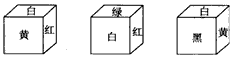 白 绿 白
黄 红 白 红 黑 黄